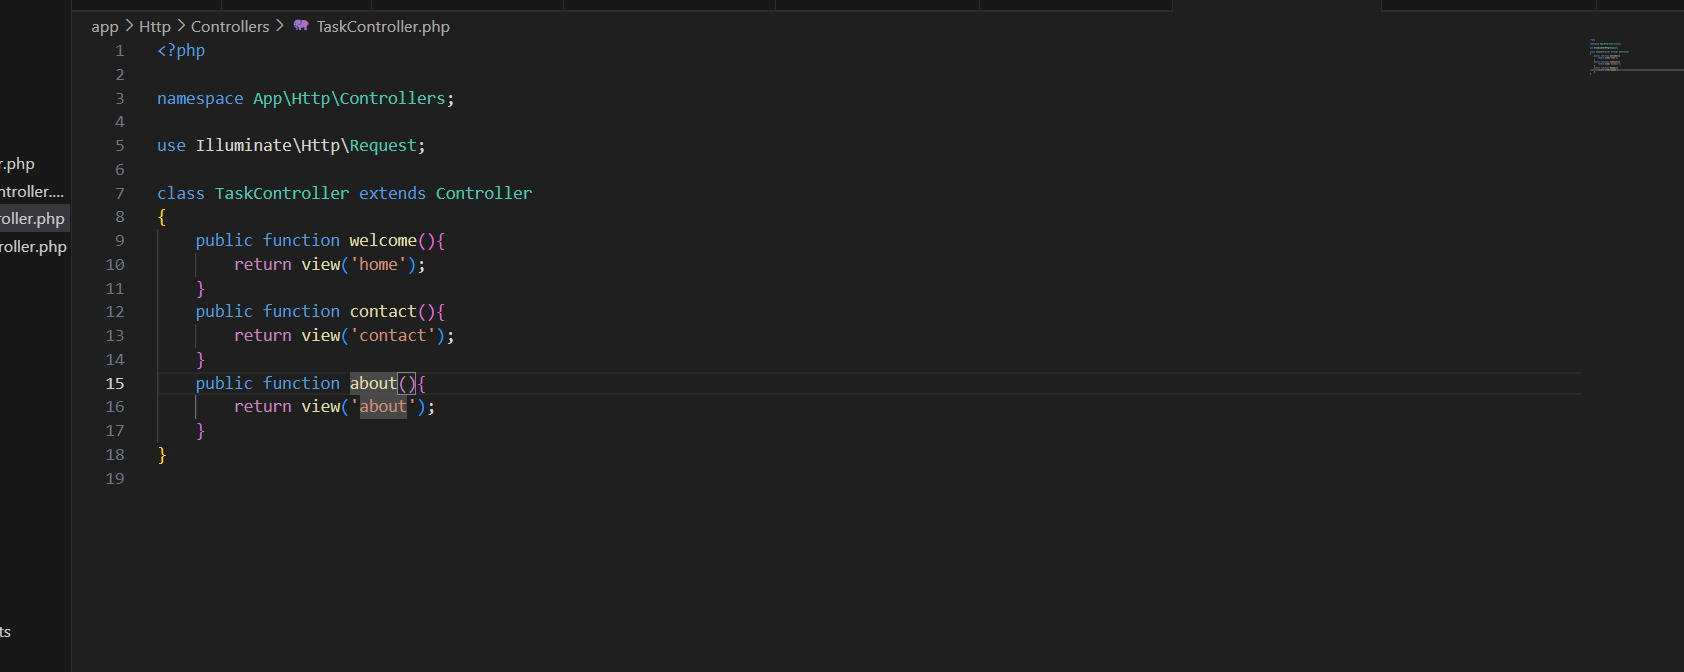 app > Http > Controllers > TaskController.php
r.php
ntroller....
roller.php
roller.php
ts
1 <?php
2
3 namespace App\Http\Controllers;
4
5 use Illuminate\Http\Request;
6
7 class TaskController extends Controller
8 {
9     public function welcome(){
10         return view('home');
11     }
12     public function contact(){
13         return view('contact');
14     }
15     public function about(){
16         return view('about');
17     }
18 }
19